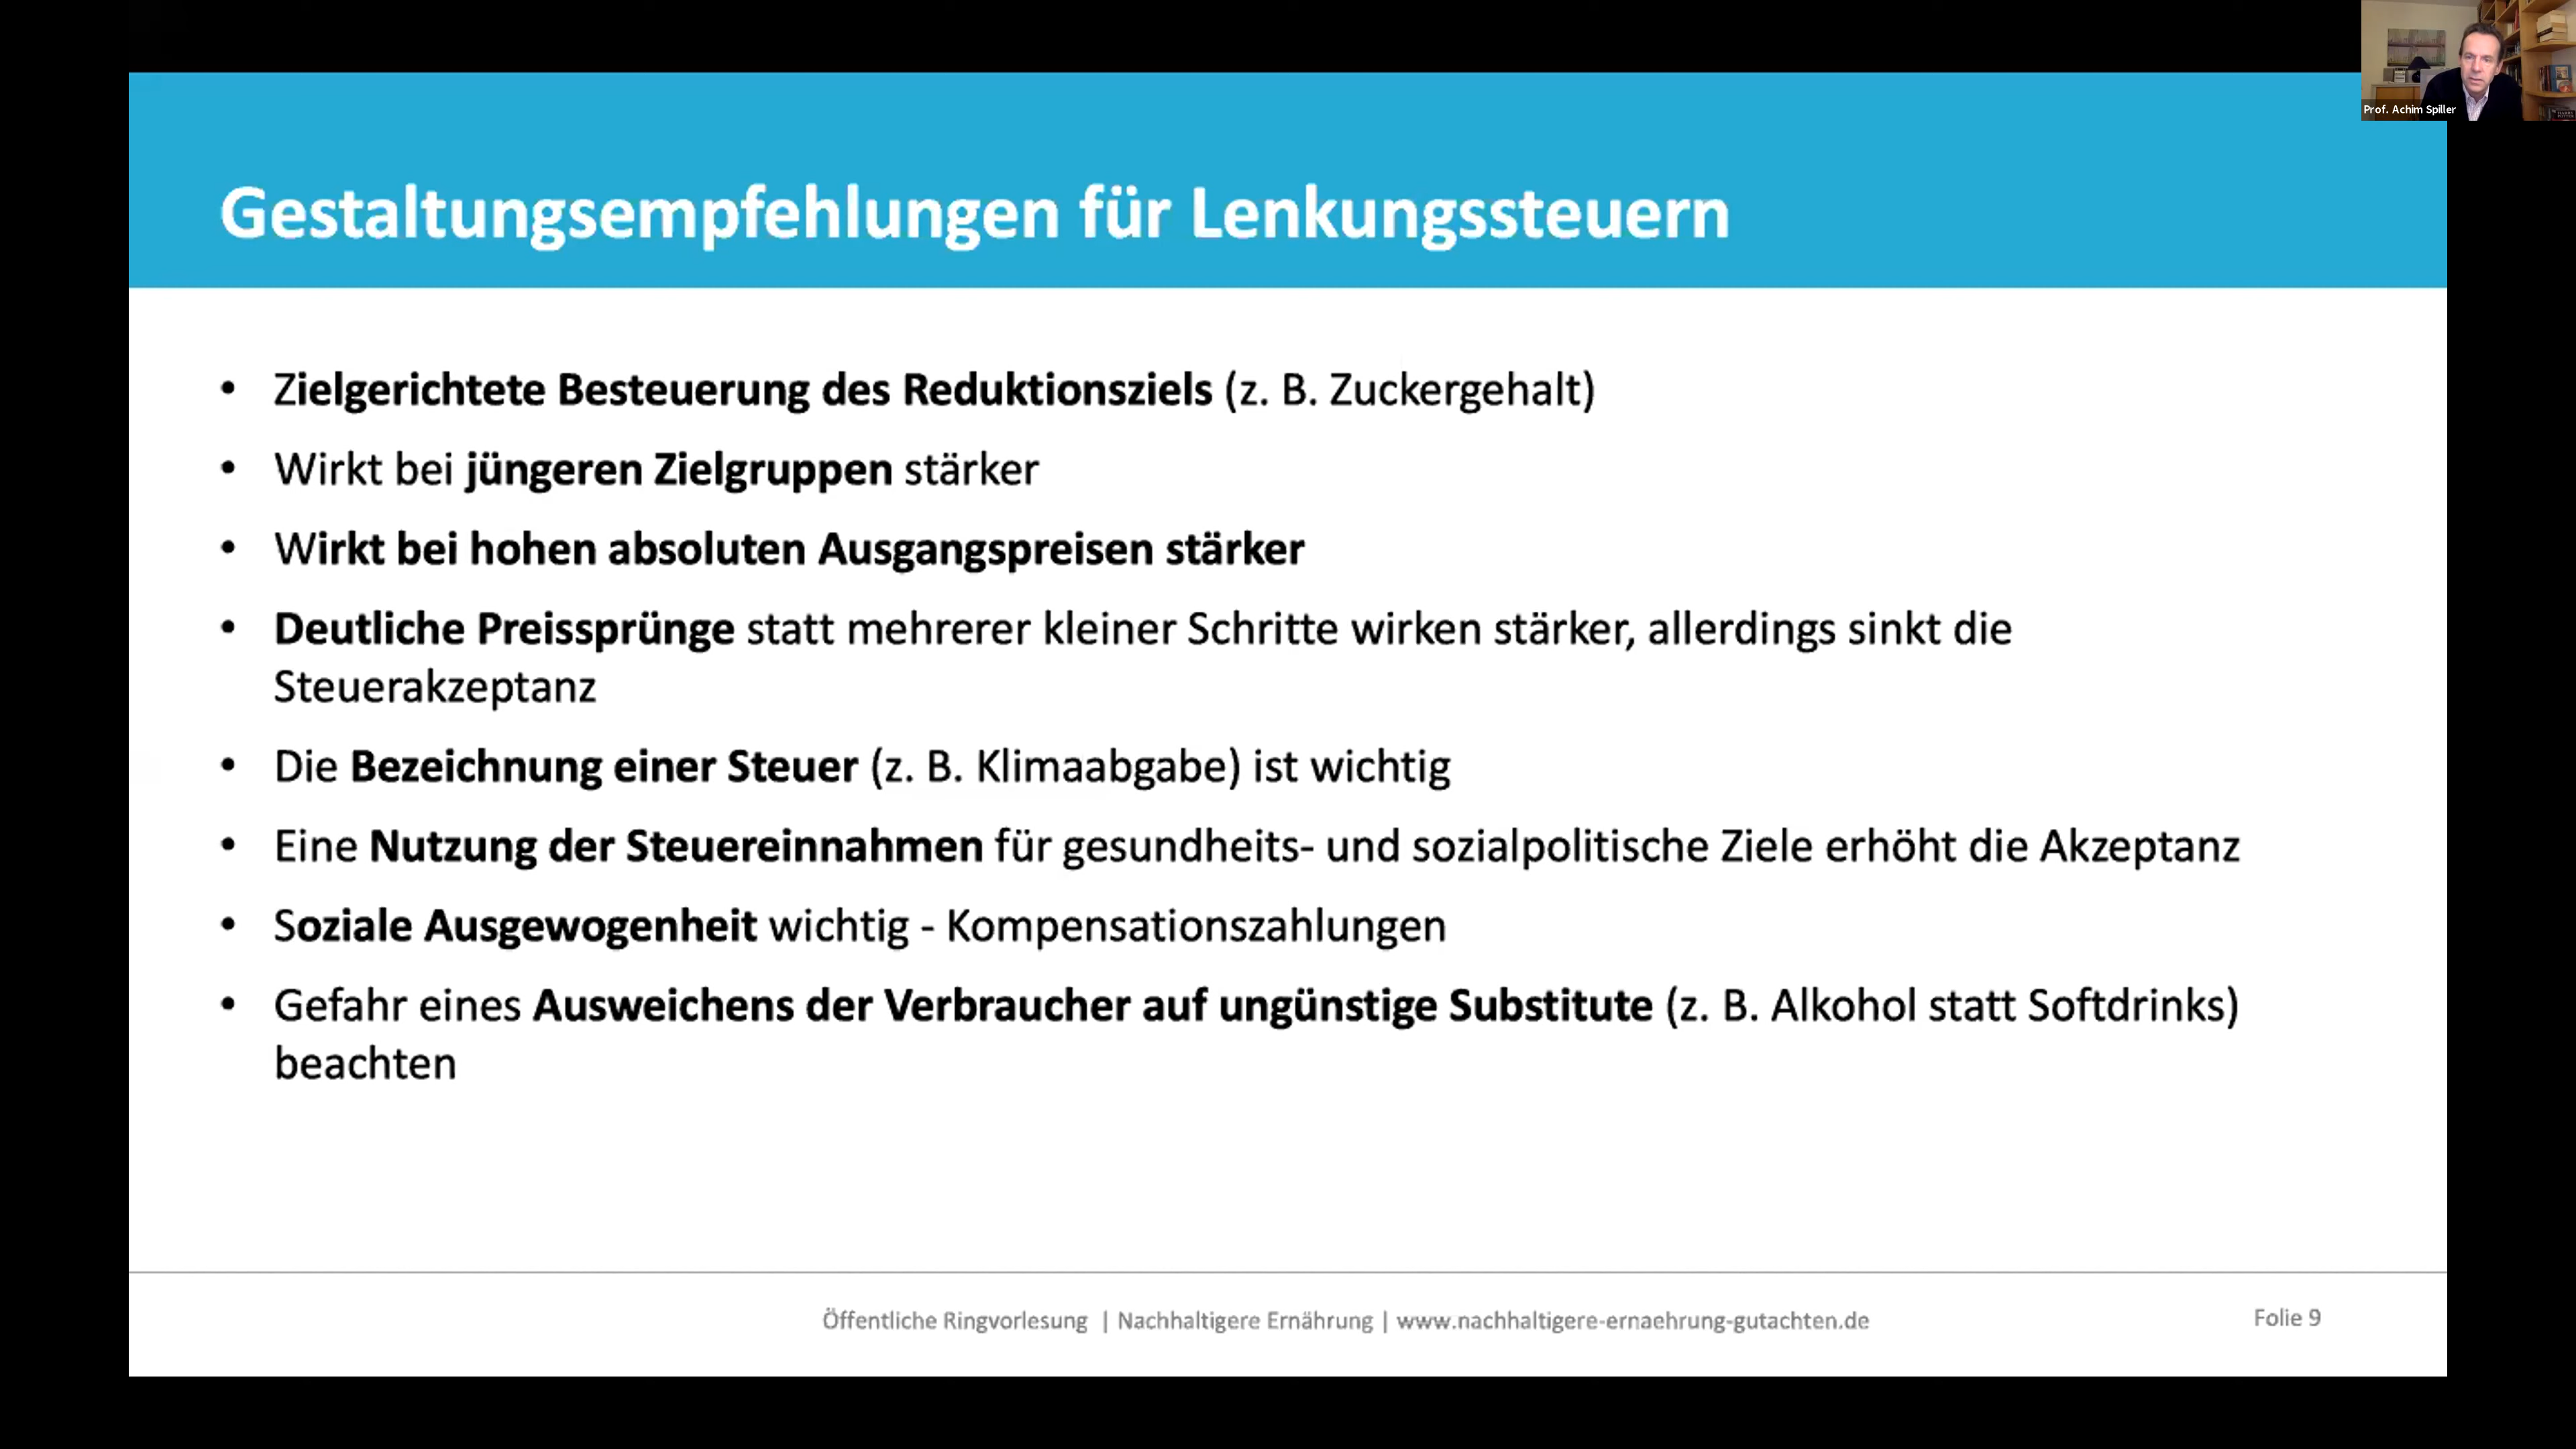 Prof. Achim Spiller
Gestaltungsempfehlungen für Lenkungssteuern
• Zielgerichtete Besteuerung des Reduktionsziels (z. B. Zuckergehalt)
• Wirkt bei jüngeren Zielgruppen stärker
• Wirkt bei hohen absoluten Ausgangspreisen stärker
• Deutliche Preissprünge statt mehrerer kleiner Schritte wirken stärker, allerdings sinkt die
Steuerakzeptanz
• Die Bezeichnung einer Steuer (z. B. Klimaabgabe) ist wichtig
• Eine Nutzung der Steuereinnahmen für gesundheits- und sozialpolitische Ziele erhöht die Akzeptanz
• Soziale Ausgewogenheit wichtig - Kompensationszahlungen
• Gefahr eines Ausweichens der Verbraucher auf ungünstige Substitute (z. B. Alkohol statt Softdrinks)
beachten
Öffentliche Ringvorlesung | Nachhaltigere Ernährung | www.nachhaltigere-ernaehrung-gutachten.de
Folie 9